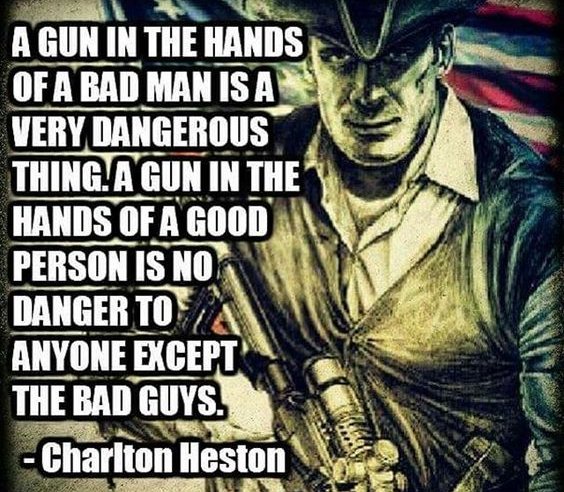 A GUN IN THE HANDS
OF A BAD MAN IS A
VERY DANGEROUS
THING. A GUN IN THE
HANDS OF A GOOD
PERSON IS NO
DANGER TO
ANYONE EXCEPT
THE BAD GUYS.
- Charlton Heston